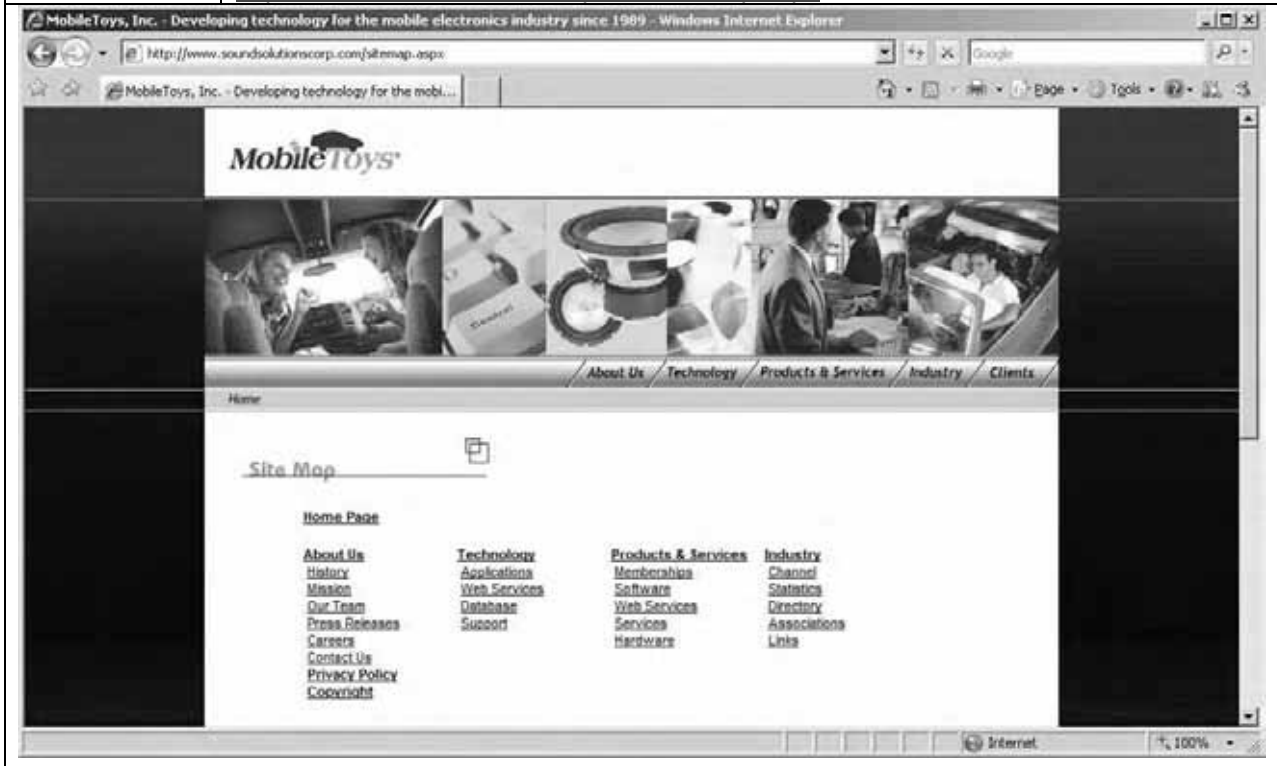 MobileToys, Inc. - Developing technology for the mobile electronics industry since 1989 - Windows Internet Explorer
http://www.soundsolutionscorp.com/sitemap.aspx
Google
MobileToys, Inc. - Developing technology for the mobi...
Page
Tools
MobileToys
About Us / Technology / Products & Services / Industry / Clients
Home
Site Map
Home Page
About Us
History
Mission
Our Team
Press Releases
Careers
Contact Us
Privacy Policy
Copyright
Technology
Applications
Web Services
Database
Support
Products & Services
Memberships
Software
Web Services
Services
Hardware
Industry
Channel
Statistics
Directory
Associations
Links
Internet
100%